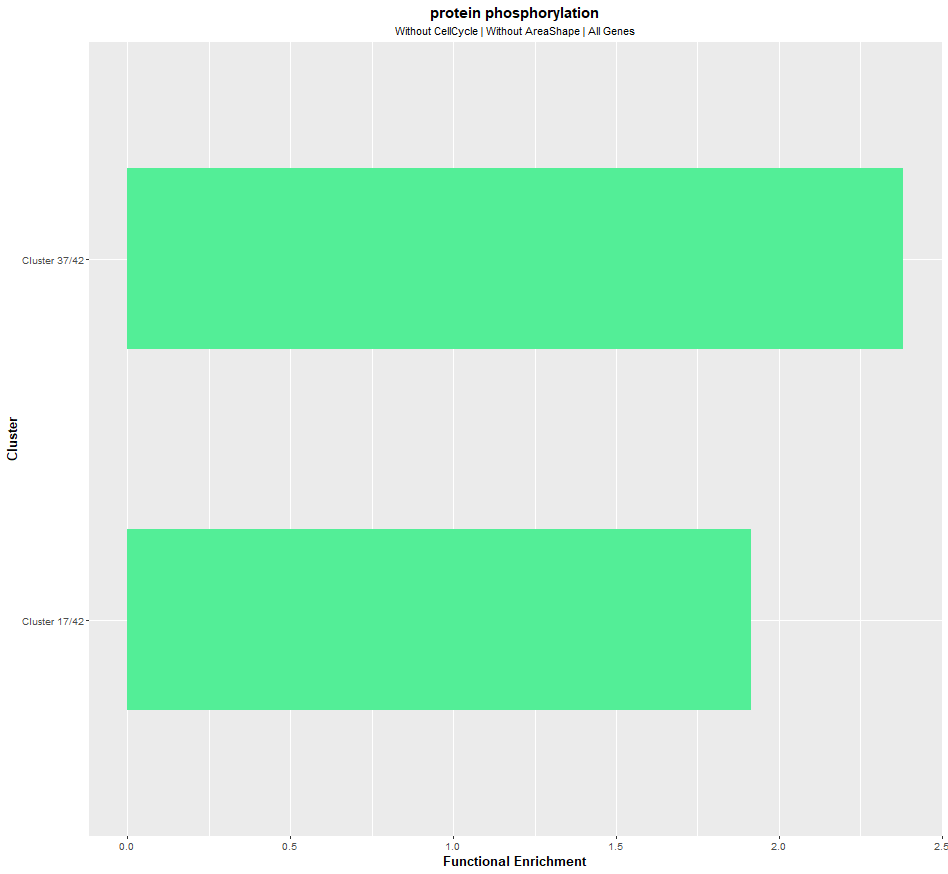 protein phosphorylation
Without CellCycle | Without AreaShape | All Genes
Cluster 37/42
Cluster
Cluster 17/42
0.0 0.5 1.0 1.5 2.0 2.5
Functional Enrichment